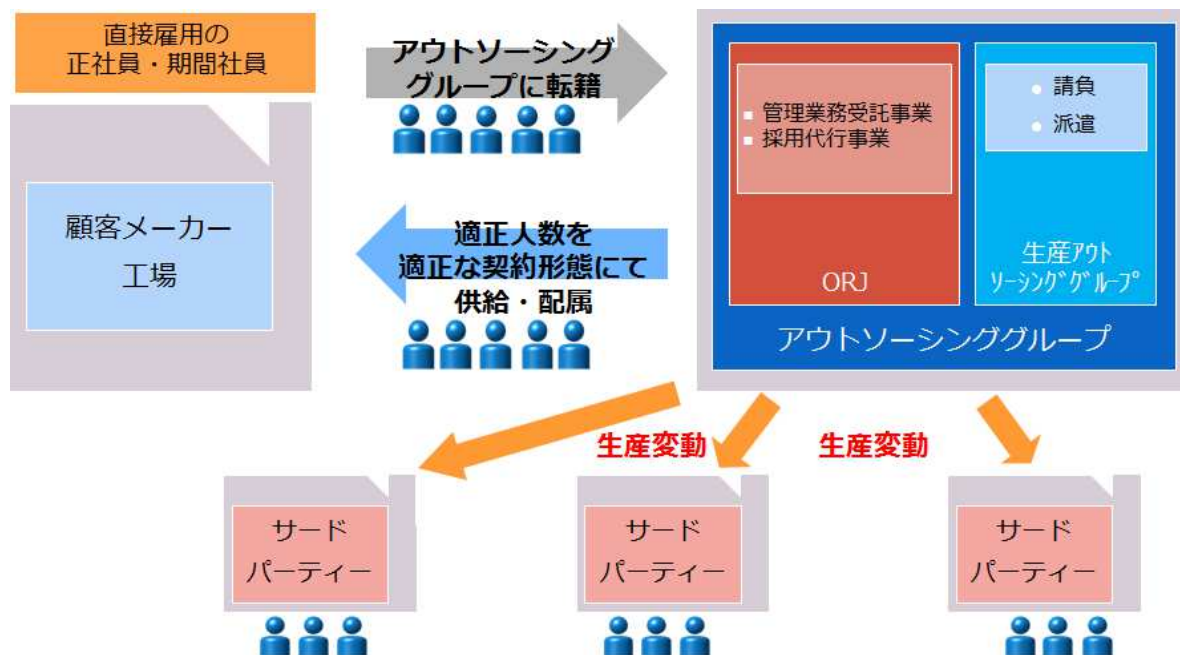 直接雇用の
正社員・期間社員
顧客メーカー
工場
アウトソーシング
グループに転籍
適正人数を
適正な契約形態にて
供給・配属
▪ 管理業務受託事業
▪ 採用代行事業
ORJ
● 請負
● 派遣
生産ｱｳﾄ
ｿｰｼﾝｸﾞｸﾞﾙｰﾌﾟ
アウトソーシンググループ
生産変動
生産変動
サード
パーティー
サード
パーティー
サード
パーティー